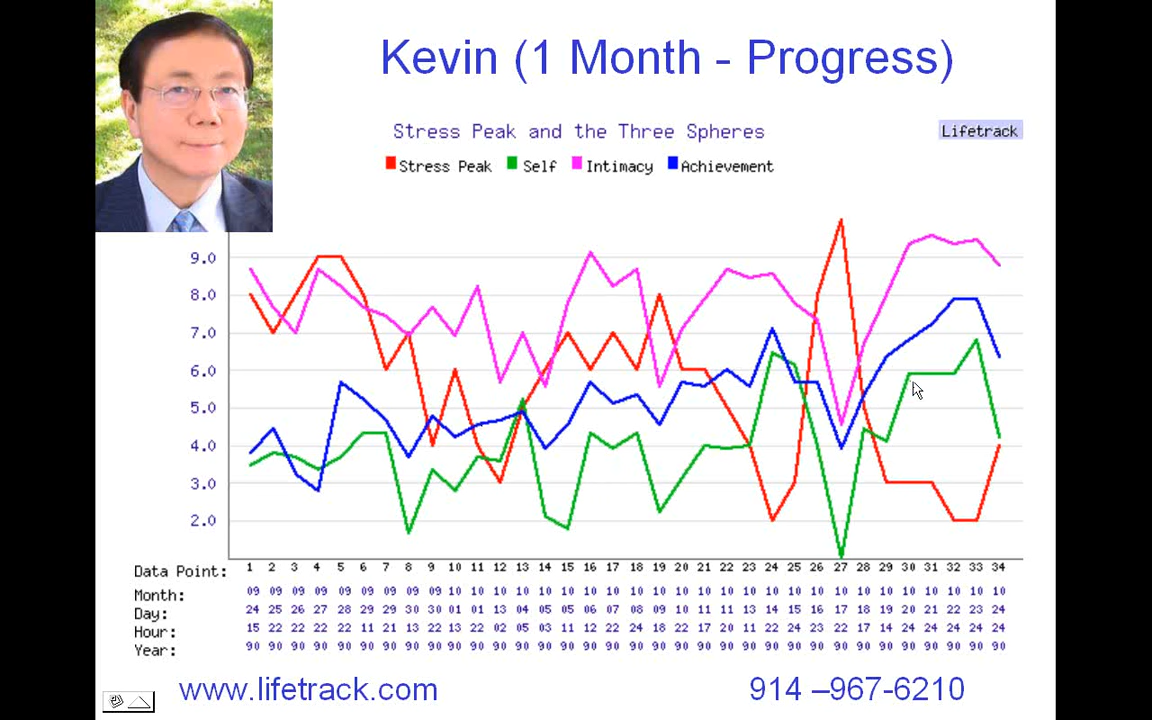 Kevin (1 Month - Progress)
Stress Peak and the Three Spheres
Lifetrack
Stress Peak Self Intimacy Achievement
9.0
8.0
7.0
6.0
5.0
4.0
3.0
2.0
Data Point: 1 2 3 4 5 6 7 8 9 10 11 12 13 14 15 16 17 18 19 20 21 22 23 24 25 26 27 28 29 30 31 32 33 34
Month: 09 09 09 09 09 09 09 09 09 10 10 10 10 10 10 10 10 10 10 10 10 10 10 10 10 10 10 10 10 10 10 10 10 10
Day: 24 25 26 27 28 29 29 30 30 01 01 13 04 05 05 06 07 08 09 10 11 11 13 14 15 16 17 18 19 20 21 22 23 24
Hour: 15 22 22 22 22 11 21 13 22 13 22 02 05 03 11 12 22 24 18 22 17 20 11 22 24 23 22 17 14 24 24 24 24 24
Year: 90 90 90 90 90 90 90 90 90 90 90 90 90 90 90 90 90 90 90 90 90 90 90 90 90 90 90 90 90 90 90 90 90 90
www.lifetrack.com
914 –967-6210